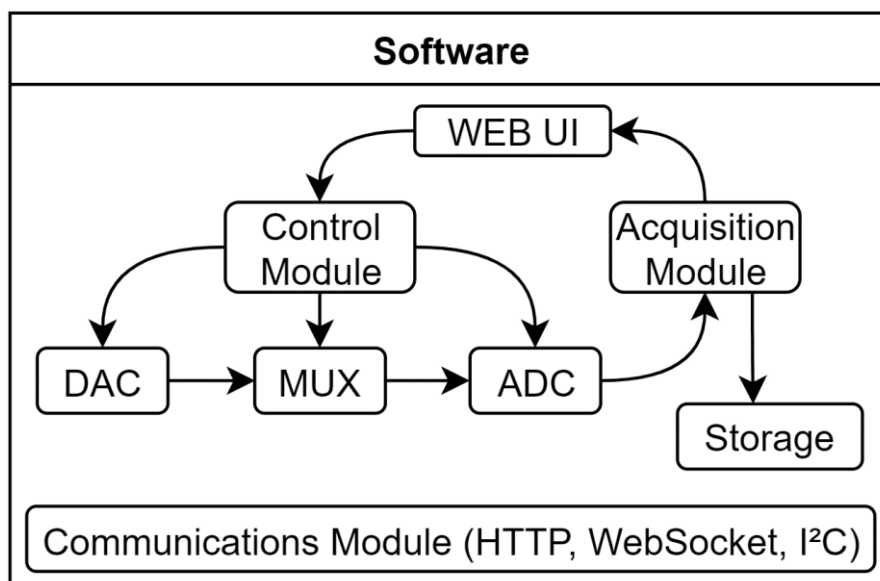 Software
WEB UI
Control
Module
Acquisition
Module
DAC
MUX
ADC
Storage
Communications Module (HTTP, WebSocket, I²C)